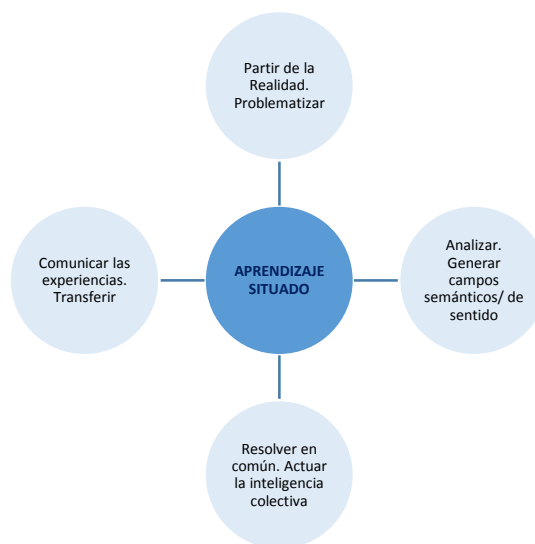 Partir de la
Realidad.
Problematizar
Comunicar las
experiencias.
Transferir
APRENDIZAJE
SITUADO
Analizar.
Generar
campos
semánticos/ de
sentido
Resolver en
común. Actuar
la inteligencia
colectiva